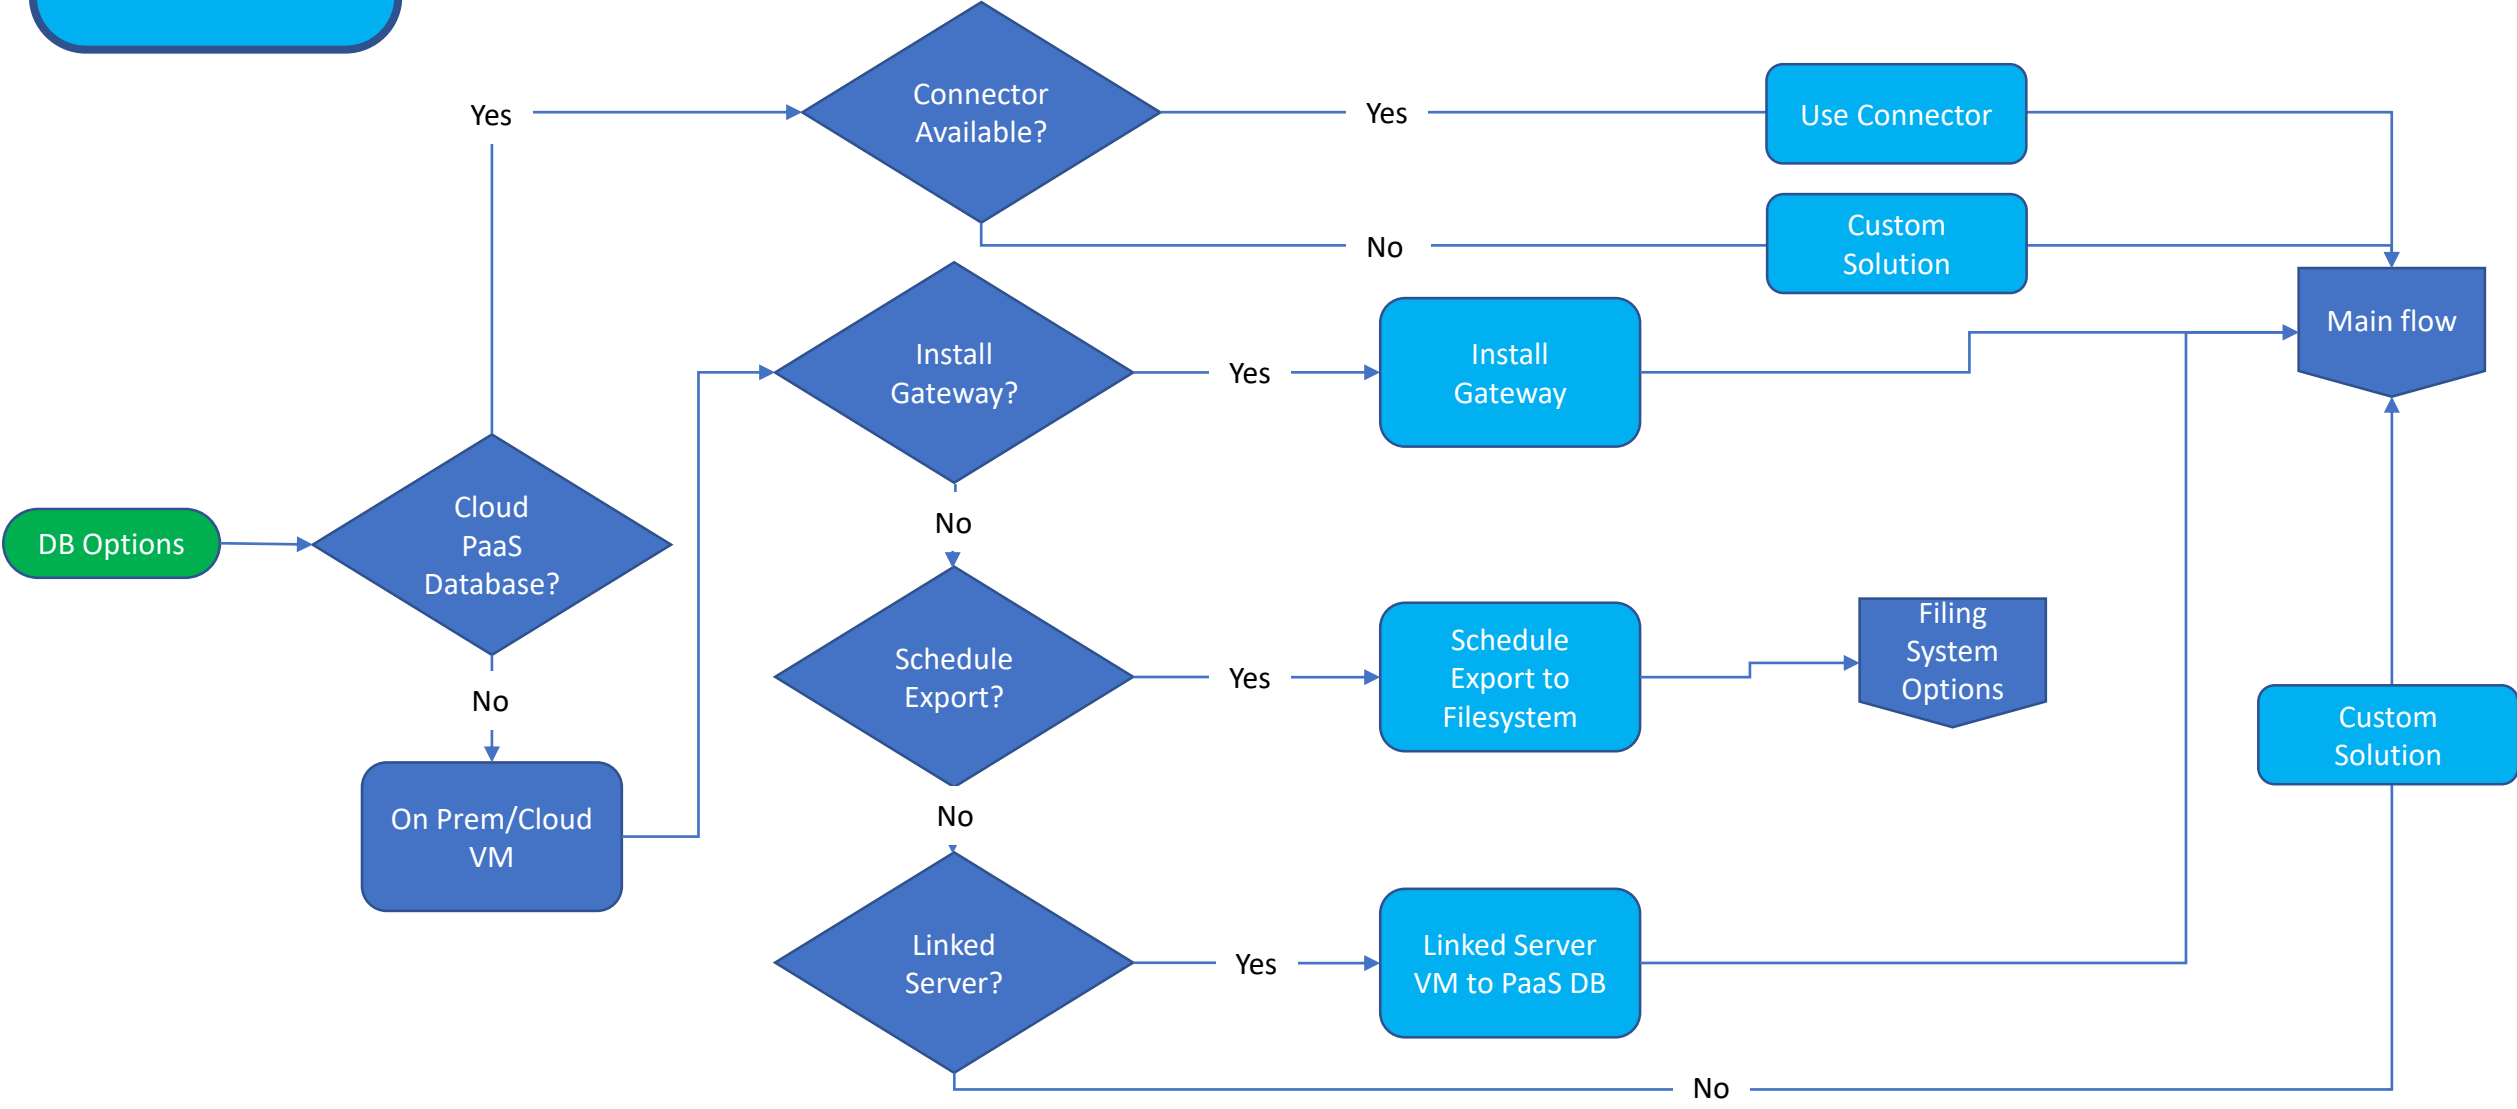 Yes
Connector
Available?
Yes
Use Connector
No
Custom
Solution
Install
Gateway?
Yes
Install
Gateway
Main flow
DB Options
Cloud
PaaS
Database?
No
No
Schedule
Export?
Yes
Schedule
Export to
Filesystem
Filing
System
Options
Custom
Solution
On Prem/Cloud
VM
No
Linked
Server?
Yes
Linked Server
VM to PaaS DB
No